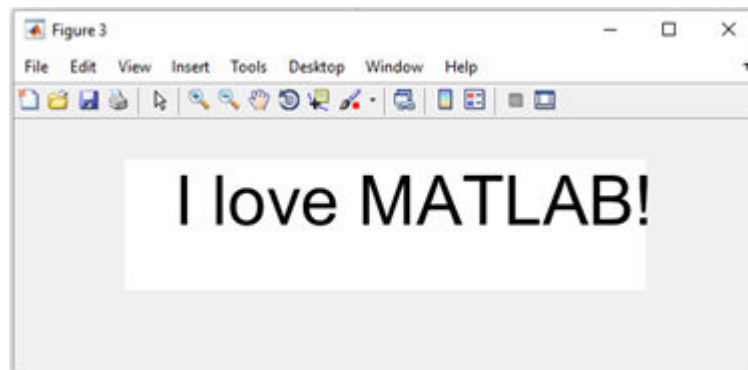 Figure 3
File Edit View Insert Tools Desktop Window Help
I love MATLAB!